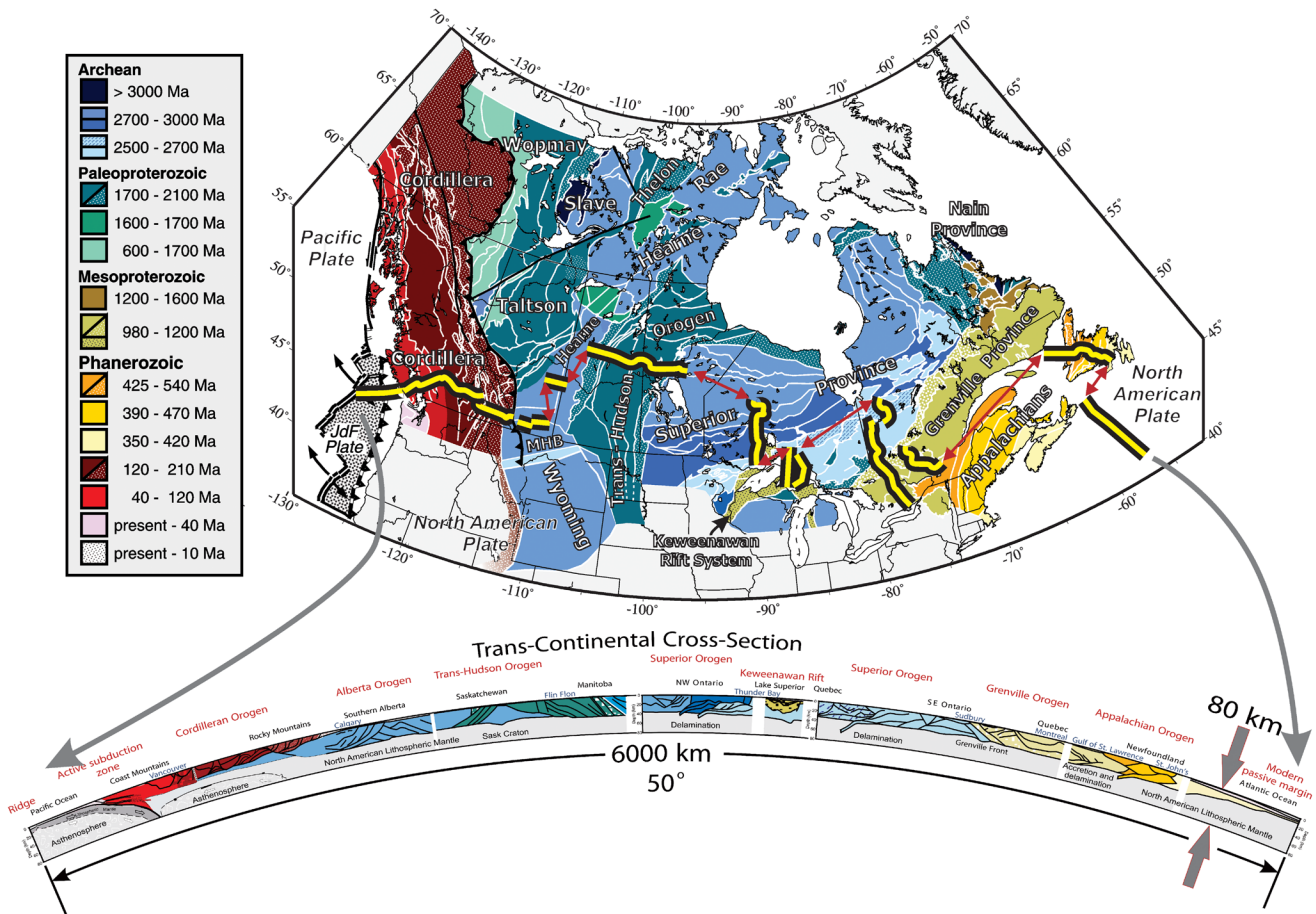 Archean
> 3000 Ma
2700 - 3000 Ma
2500 - 2700 Ma
Paleoproterozoic
1700 - 2100 Ma
1600 - 1700 Ma
600 - 1700 Ma
Mesoproterozoic
1200 - 1600 Ma
980 - 1200 Ma
Phanerozoic
425 - 540 Ma
390 - 470 Ma
350 - 420 Ma
120 - 210 Ma
40 - 120 Ma
present - 40 Ma
present - 10 Ma
70°
-140°
-130°
-120°
-110°
-100°
-90°
-80°
-70°
-60°
-50°
70°
65°
65°
60°
60°
55°
55°
50°
50°
45°
45°
40°
40°
-130°
-120°
-110°
-100°
-90°
-80°
-70°
-60°
Wopmay
Cordillera
Slave
Thelon
Rae
Hearne
Nain
Province
Pacific
Plate
Taltson
Hearne
Orogen
Cordillera
Province
Grenville Province
North
American
Plate
JdF
Plate
MHB
Superior
Trans-Hudson
Appalachians
Wyoming
North American
Plate
Keweenawan
Rift System
Trans-Continental Cross-Section
Ridge
Active subduction
zone
Cordilleran Orogen
Alberta Orogen
Trans-Hudson Orogen
Superior Orogen
Keweenawan Rift
Superior Orogen
Grenville Orogen
Appalachian Orogen
Modern
passive margin
Pacific Ocean
Coast Mountains
Vancouver
Rocky Mountains
Calgary
Southern Alberta
Saskatchewan
Flin Flon
Manitoba
NW Ontario
Thunder Bay
Lake Superior
Quebec
SE Ontario
Sudbury
Quebec
Montreal
Gulf of St. Lawrence
Newfoundland
St. John's
Atlantic Ocean
Asthenosphere
Asthenosphere
North American Lithospheric Mantle
Sask Craton
Delamination
Delamination
Grenville Front
Accretion and
delamination
North American Lithospheric Mantle
80 km
6000 km
50°